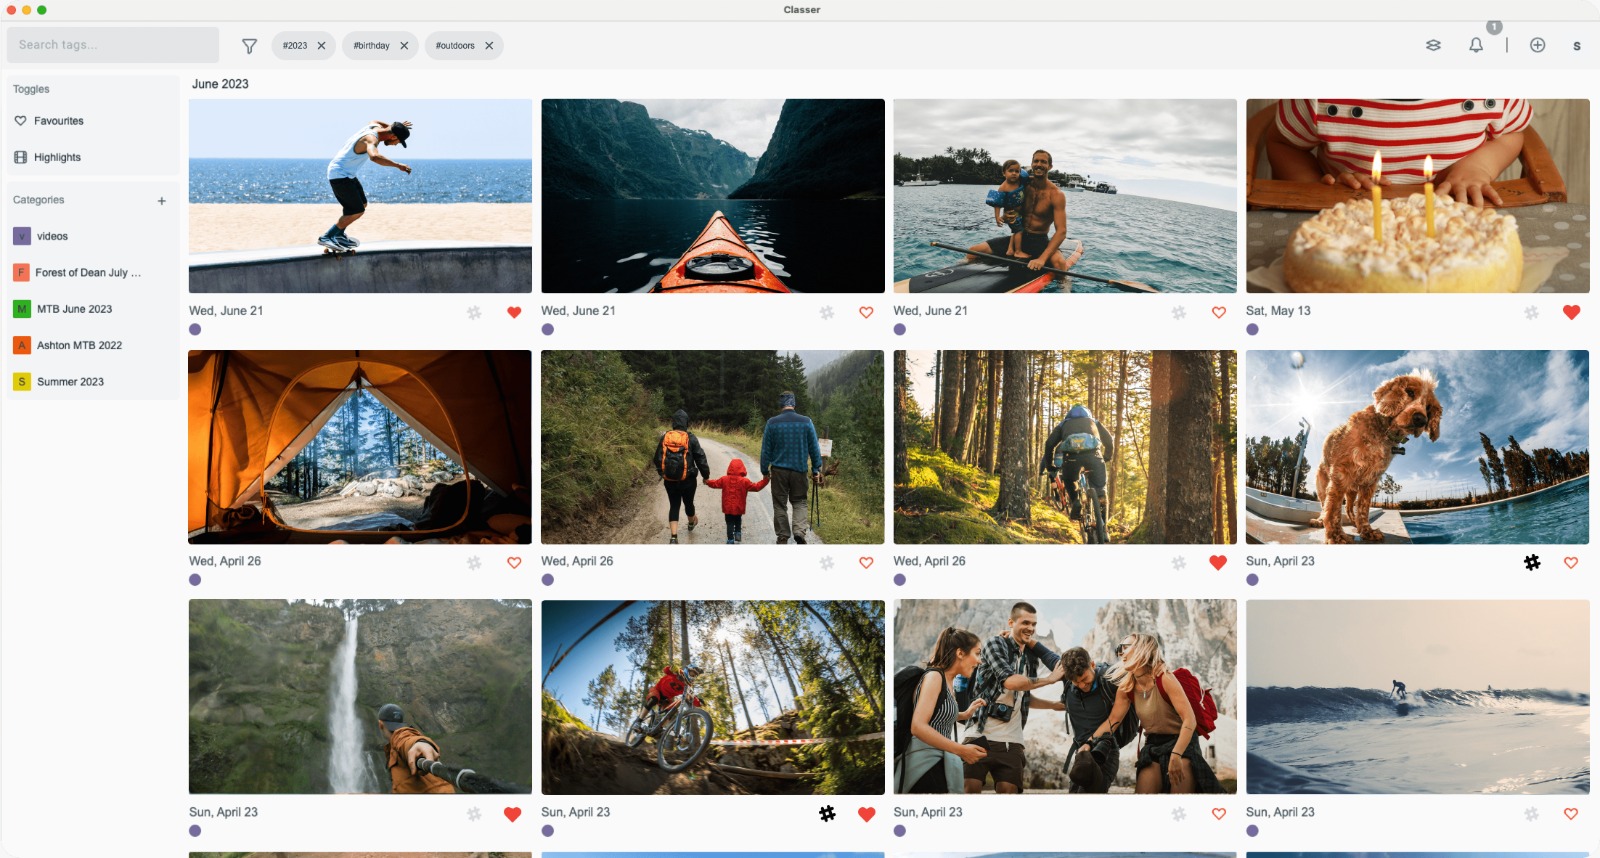 Classer
Search tags...
#2023
#birthday
#outdoors
1
S
Toggles
Favourites
Highlights
Categories
+
v videos
F Forest of Dean July ...
M MTB June 2023
A Ashton MTB 2022
S Summer 2023
June 2023
Wed, June 21
Wed, June 21
Wed, June 21
Sat, May 13
Wed, April 26
Wed, April 26
Wed, April 26
Sun, April 23
Sun, April 23
Sun, April 23
Sun, April 23
Sun, April 23